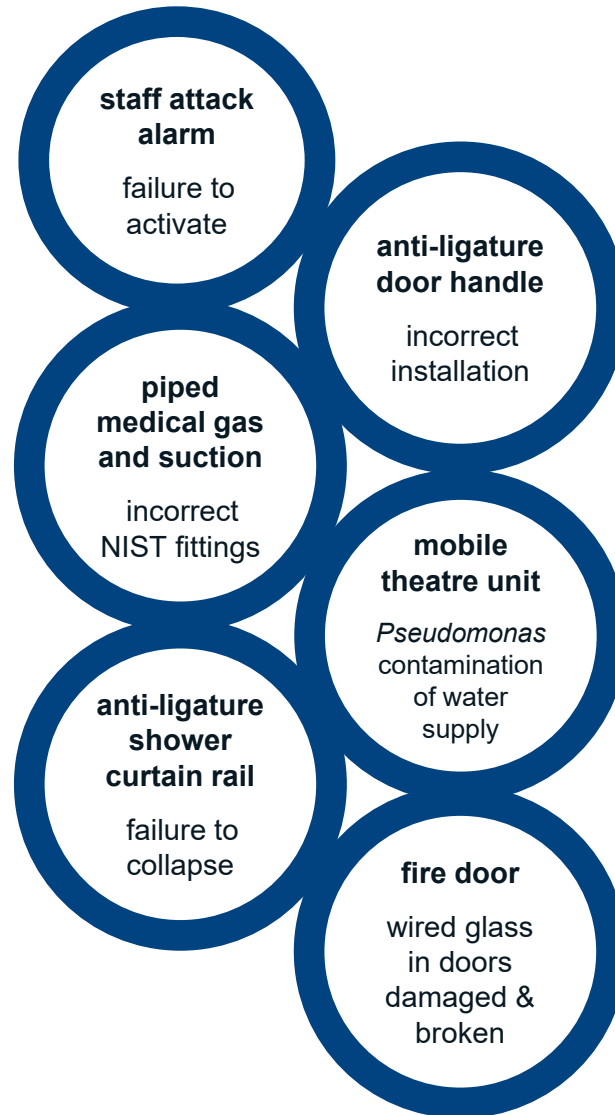 staff attack
alarm
failure to
activate
anti-ligature
door handle
incorrect
installation
piped
medical gas
and suction
incorrect
NIST fittings
mobile
theatre unit
Pseudomonas
contamination
of water
supply
anti-ligature
shower
curtain rail
failure to
collapse
fire door
wired glass
in doors
damaged &
broken